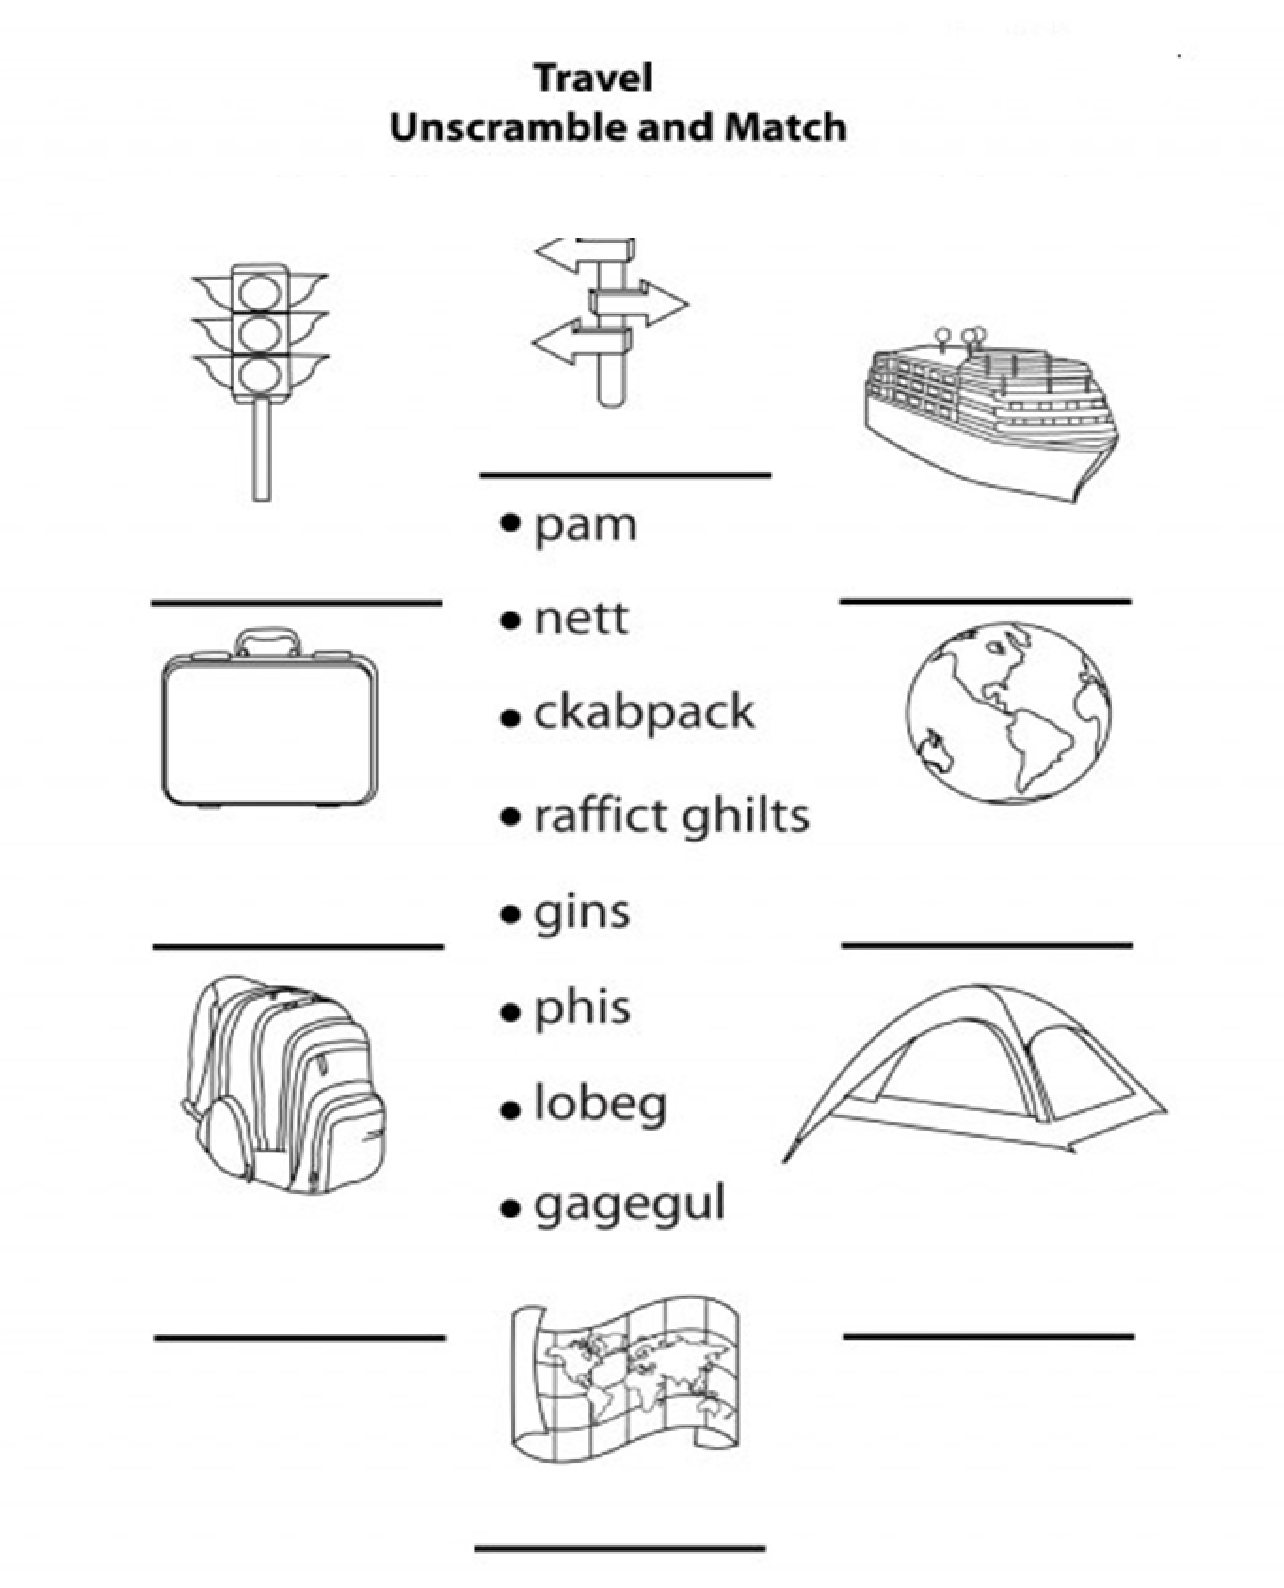 Travel
Unscramble and Match
• pam
• nett
• ckabpack
• raffict ghilts
• gins
• phis
• lobeg
• gagegul